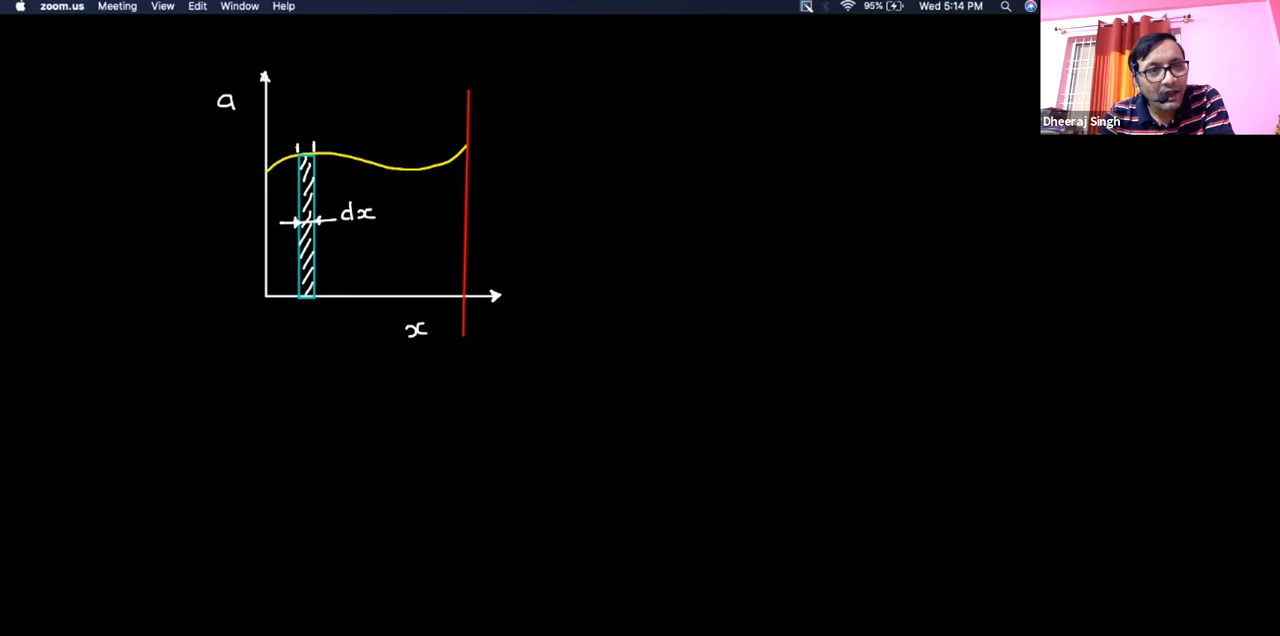 zoom.us Meeting View Edit Window Help 95% Wed 5:14 PM
Dheeraj Singh
a
dx
x